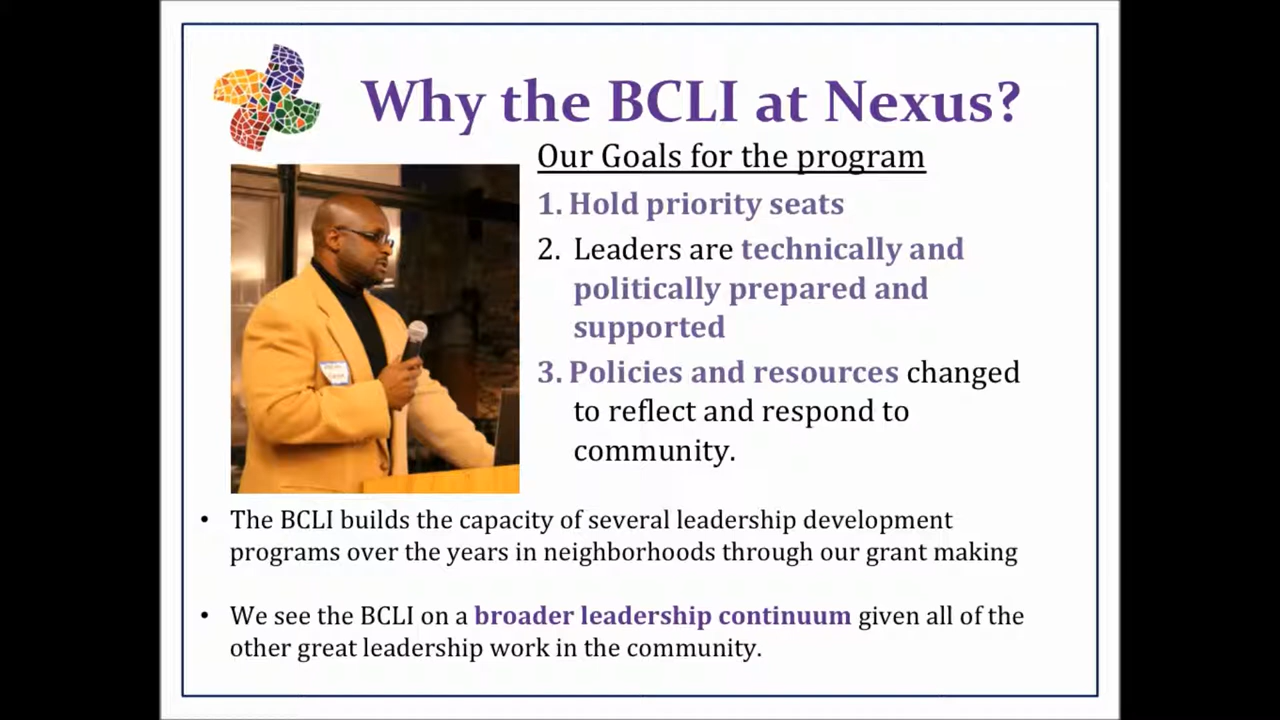 Why the BCLI at Nexus?
Our Goals for the program
1. Hold priority seats
2. Leaders are technically and
politically prepared and
supported
3. Policies and resources changed
to reflect and respond to
community.
• The BCLI builds the capacity of several leadership development
programs over the years in neighborhoods through our grant making
• We see the BCLI on a broader leadership continuum given all of the
other great leadership work in the community.